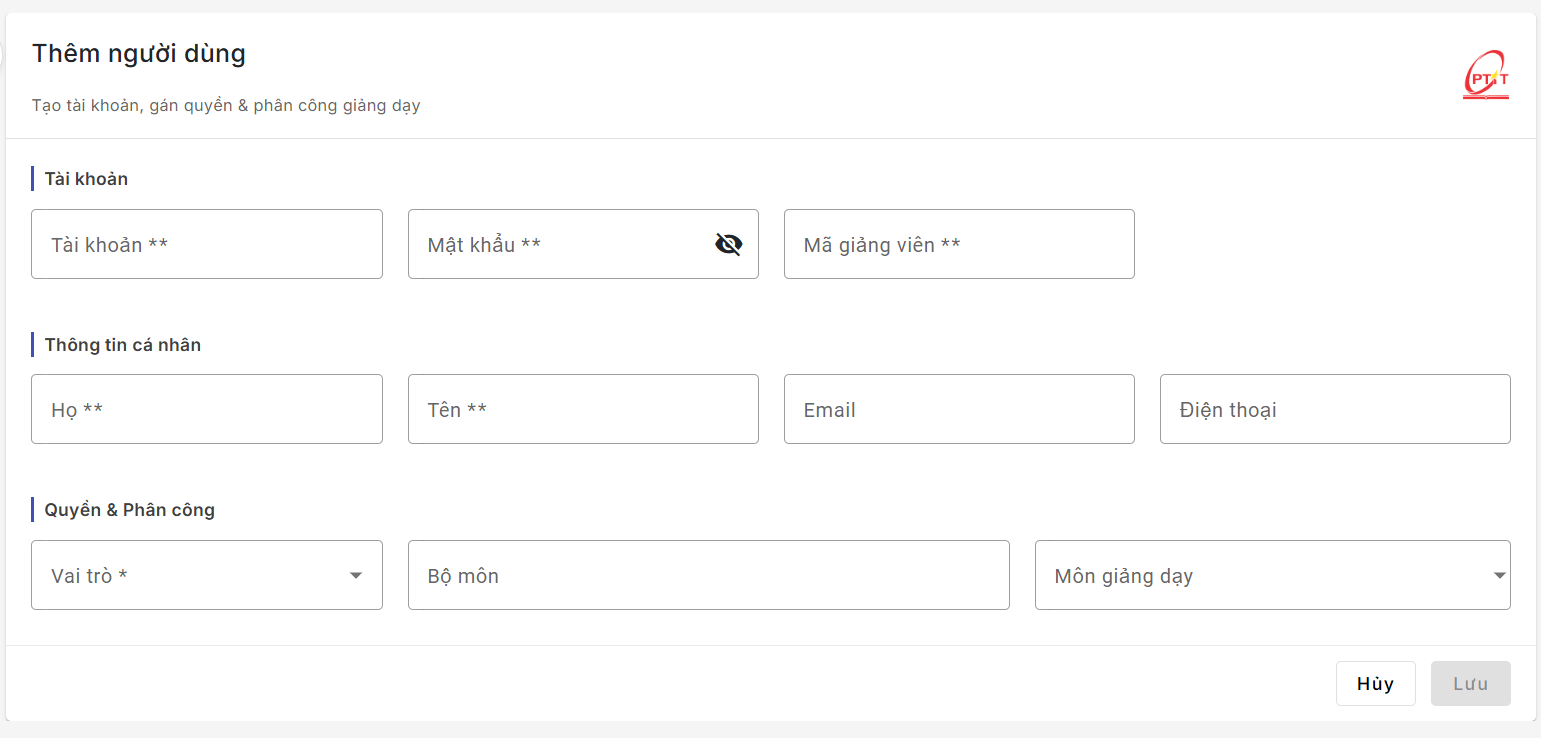 Thêm người dùng
PTIT
Tạo tài khoản, gán quyền & phân công giảng dạy
Tài khoản
Tài khoản **
Mật khẩu **
Mã giảng viên **
Thông tin cá nhân
Họ **
Tên **
Email
Điện thoại
Quyền & Phân công
Vai trò *
Bộ môn
Môn giảng dạy
Hủy
Lưu